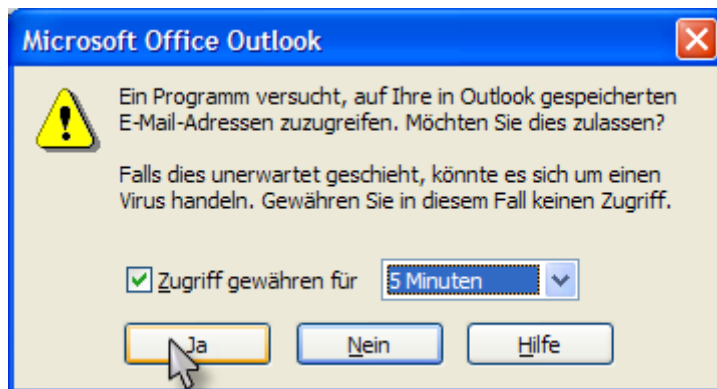 Microsoft Office Outlook
Ein Programm versucht, auf Ihre in Outlook gespeicherten
E-Mail-Adressen zuzugreifen. Möchten Sie dies zulassen?
Falls dies unerwartet geschieht, könnte es sich um einen
Virus handeln. Gewähren Sie in diesem Fall keinen Zugriff.
Zugriff gewähren für 5 Minuten
Ja Nein Hilfe